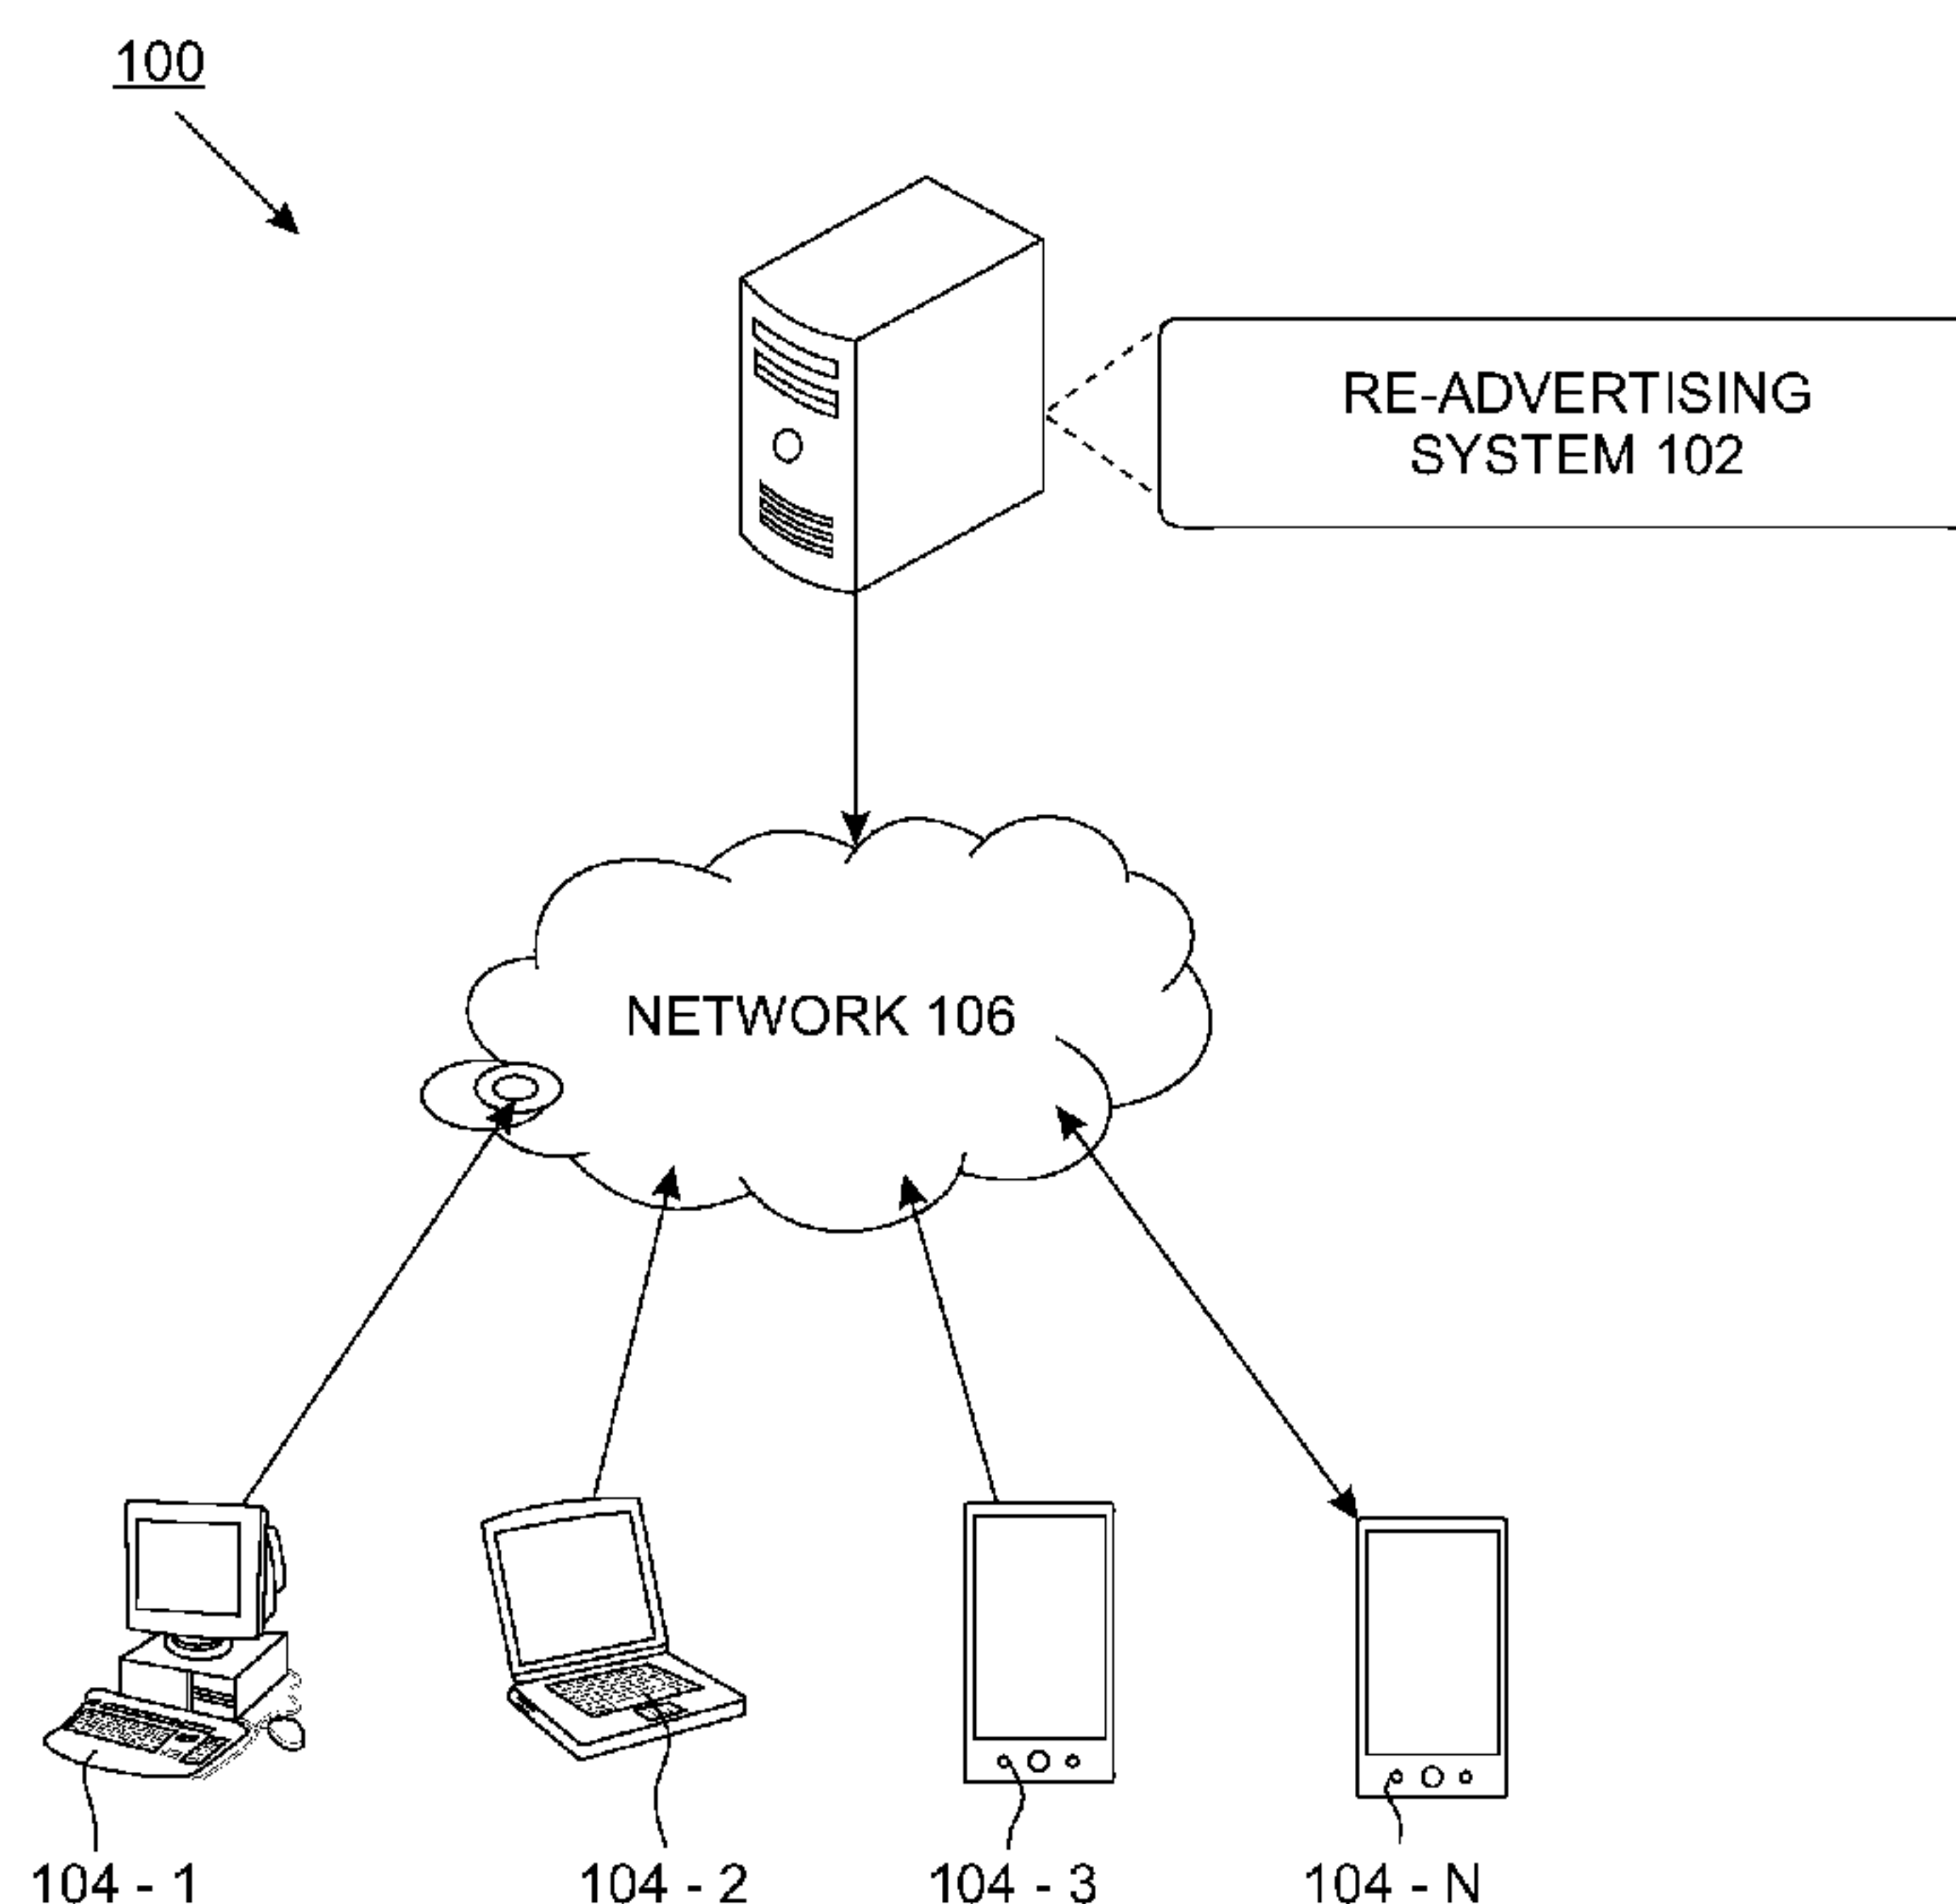 100
RE-ADVERTISING
SYSTEM 102
NETWORK 106
104 - 1
104 - 2
104 - 3
104 - N